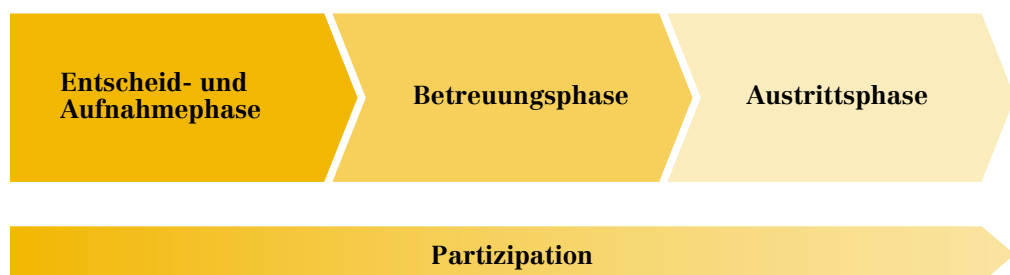 Entscheid- und
Aufnahmephase
Betreuungsphase
Austrittsphase
Partizipation